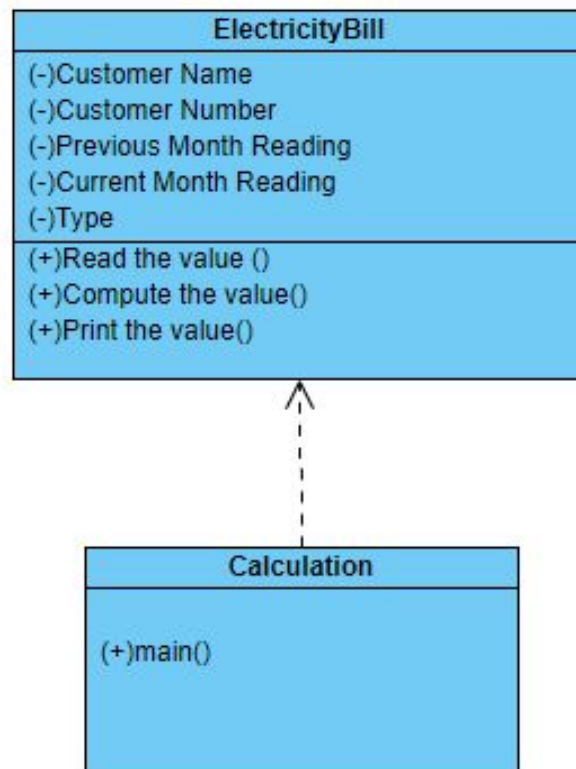 ElectricityBill
(-)Customer Name
(-)Customer Number
(-)Previous Month Reading
(-)Current Month Reading
(-)Type
(+)Read the value ()
(+)Compute the value()
(+)Print the value()
Calculation
(+)main()